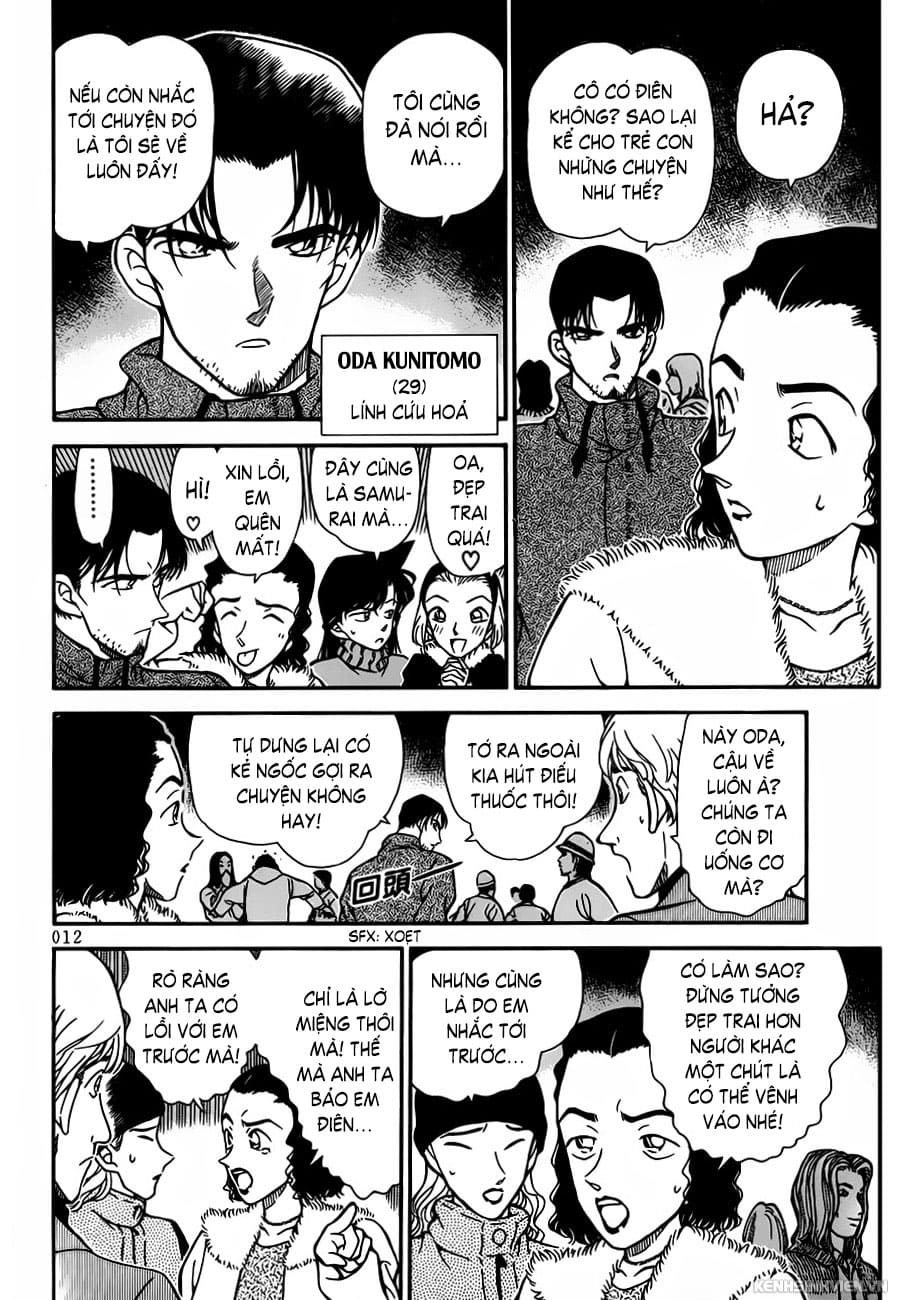 HẢ?
CÔ CÓ ĐIÊN
KHÔNG? SAO LẠI
KỂ CHO TRẺ CON
NHỮNG CHUYỆN
NHƯ THẾ?
TÔI CŨNG
ĐÃ NÓI RỒI
MÀ...
NẾU CÒN NHẮC
TỚI CHUYỆN ĐÓ
LÀ TÔI SẼ VỀ
LUÔN ĐẤY!
ODA KUNITOMO
(29)
LÍNH CỨU HOẢ
OA,
ĐẸP
TRAI
QUÁ!
♡
ĐÂY CŨNG
LÀ SAMU-
RAI MÀ...
XIN LỖI,
EM
QUÊN
MẤT!
HÌ!
♡
........
NÀY ODA,
CẬU VỀ
LUÔN À?
CHÚNG TA
CÒN ĐI
UỐNG CƠ
MÀ?
TỚ RA NGOÀI
KIA HÚT ĐIẾU
THUỐC THÔI!
TỰ DƯNG LẠI CÓ
KẺ NGỐC GỢI RA
CHUYỆN KHÔNG
HAY!
回頭
012
SFX: XOẸT
CÓ LÀM SAO?
ĐỪNG TƯỞNG
ĐẸP TRAI HƠN
NGƯỜI KHÁC
MỘT CHÚT LÀ
CÓ THỂ VÊNH
VÁO NHÉ!
NHƯNG CŨNG
LÀ DO EM
NHẮC TỚI
TRƯỚC...
CHỈ LÀ LỠ
MIỆNG THÔI
MÀ! THẾ
MÀ ANH TA
BẢO EM
ĐIÊN...
RÕ RÀNG
ANH TA CÓ
LỖI VỚI EM
TRƯỚC MÀ!
KENHSINHVIEN.VN